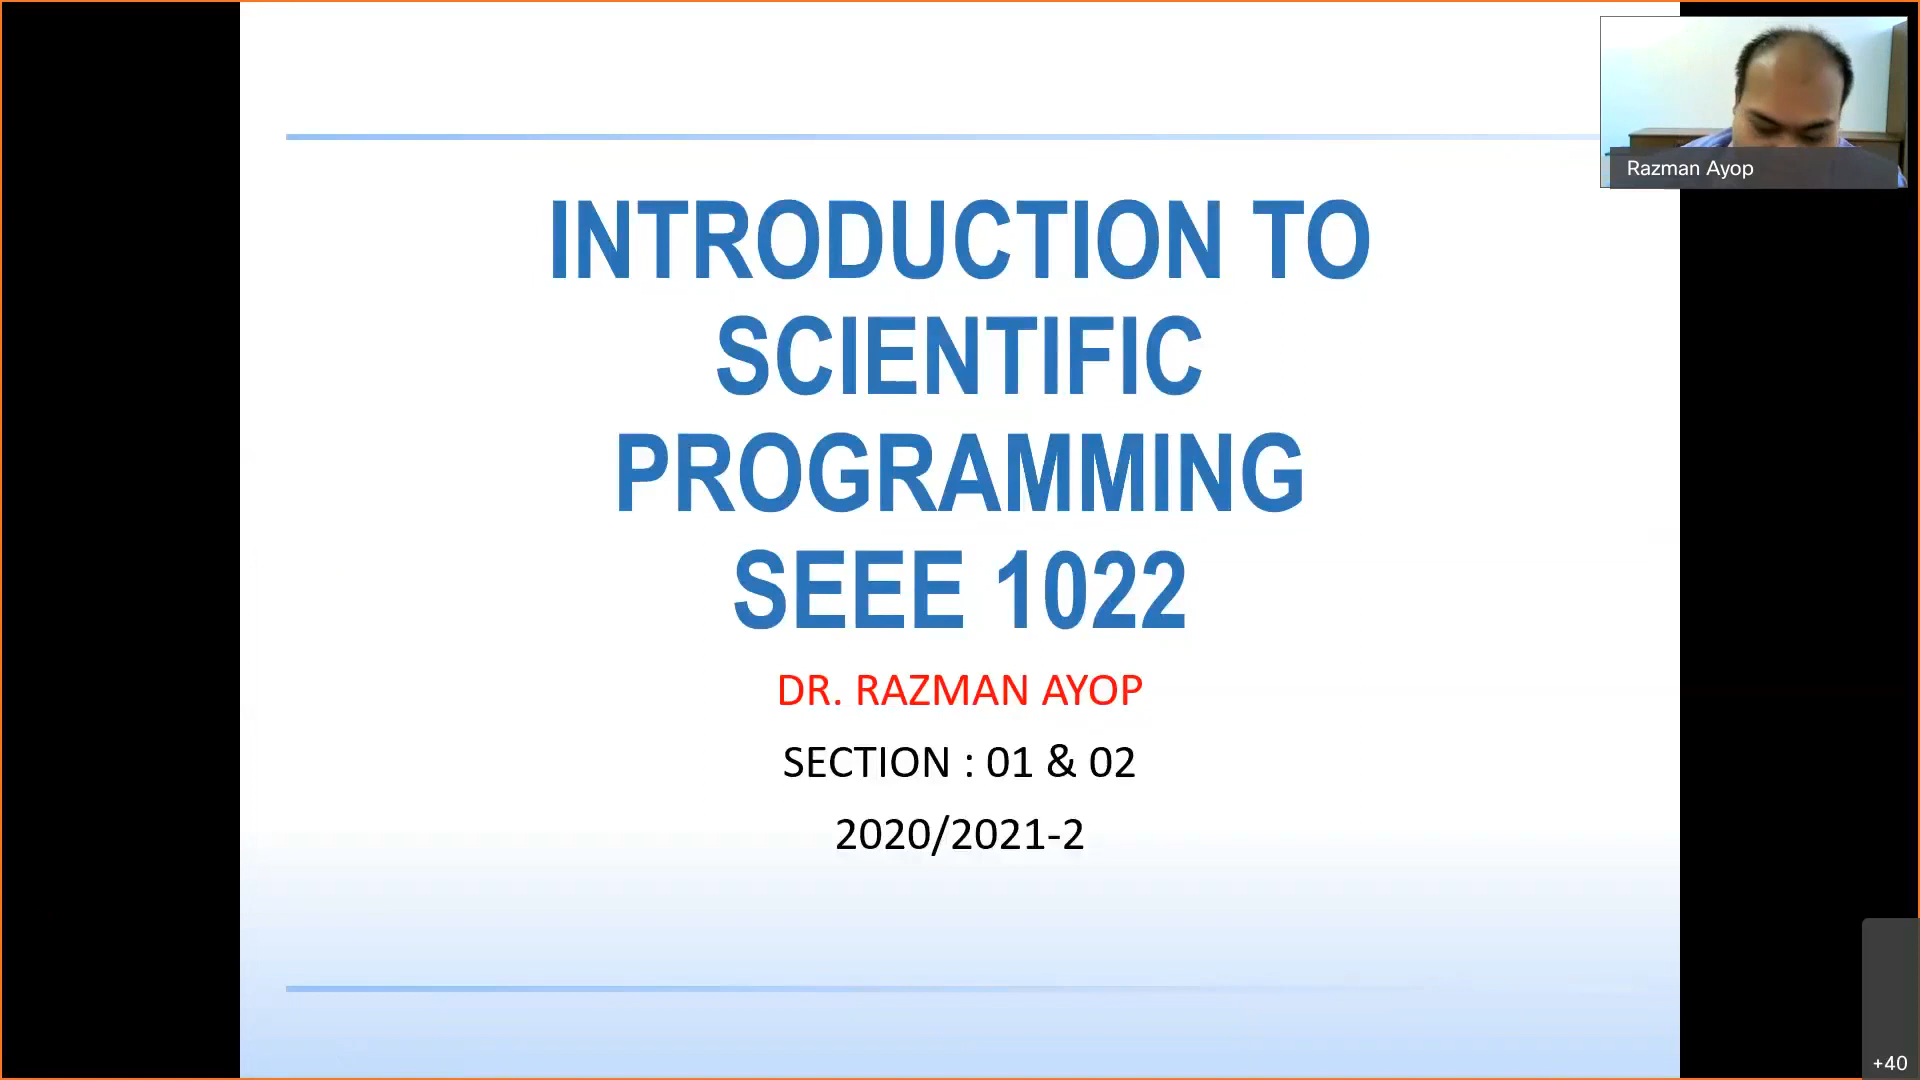 Razman Ayop
INTRODUCTION TO
SCIENTIFIC
PROGRAMMING
SEEE 1022
DR. RAZMAN AYOP
SECTION : 01 & 02
2020/2021-2
+40